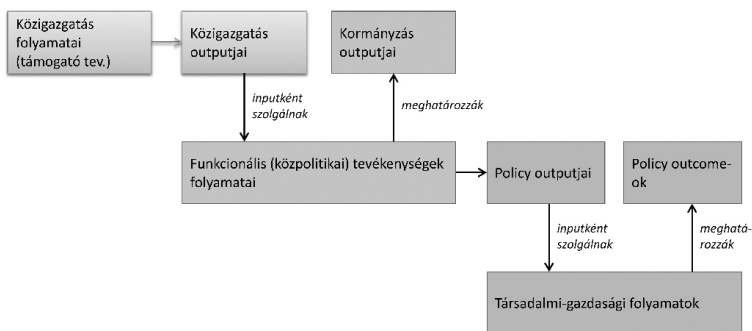 Közigazgatás
folyamatai
(támogató tev.)
Közigazgatás
outputjai
Kormányzás
outputjai
inputként
szolgálnak
meghatározzák
Funkcionális (közpolitikai) tevékenységek
folyamatai
Policy outputjai
Policy outcome-
ok
inputként
szolgálnak
meghatá-
rozzák
Társadalmi-gazdasági folyamatok